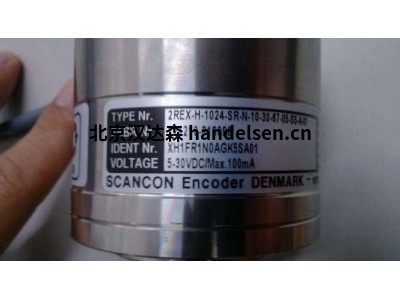 TYPE Nr. 2REX-H-1024-SR-N-10-30-67-05-SS-A-01
北京汉达森 handelsen.cn
IDENT Nr. XH1FR1N0AGK5SA01
VOLTAGE 5-30VDC/Max.100mA
SCANCON Encoder DENMARK -